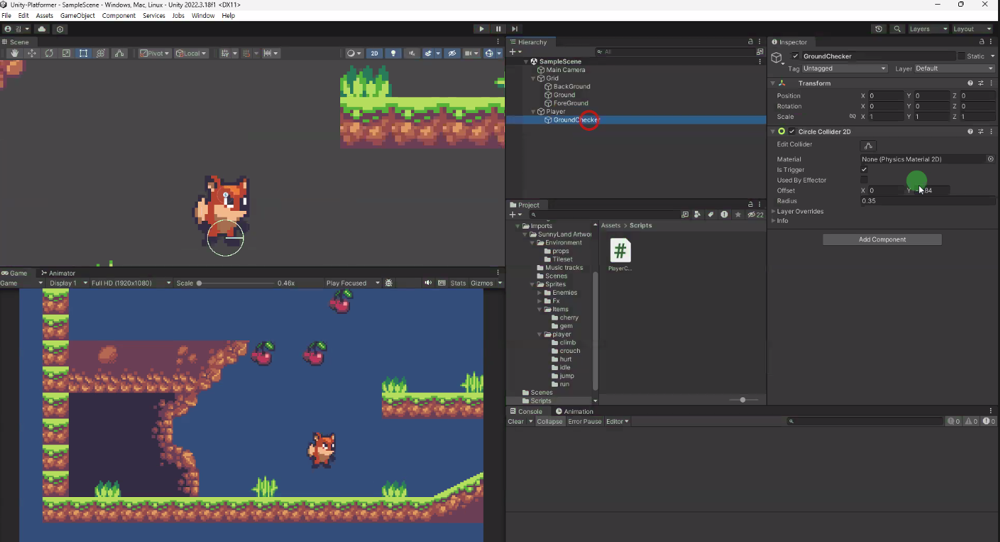 Unity-Platformer - SampleScene - Windows, Mac, Linux - Unity 2022.3.18f1 <DX11>
File Edit Assets GameObject Component Services Jobs Window Help
김 Layers Layout
Scene
Pivot Local 2D
Game Animator
Game Display 1 Full HD (1920x1080) Scale 0.46x Play Focused Stats Gizmos
Hierarchy
All
SampleScene
Main Camera
Grid
BackGround
Ground
ForeGround
Player
GroundChecker
Project
22
Imports
SunnyLand Artwor
Environment
props
Tileset
Music tracks
Scenes
Sprites
Enemies
Fx
Items
cherry
gem
player
climb
crouch
hurt
idle
jump
run
Scenes
Scripts
Assets > Scripts
#
PlayerC...
Console Animation
Clear Collapse Error Pause Editor 0 0 0
Inspector
GroundChecker Static
Tag Untagged Layer Default
Transform
Position X 0 Y 0 Z 0
Rotation X 0 Y 0 Z 0
Scale X 1 Y 1 Z 1
Circle Collider 2D
Edit Collider
Material None (Physics Material 2D)
Is Trigger
Used By Effector
Offset X 0 Y 84
Radius 0.35
Layer Overrides
Info
Add Component